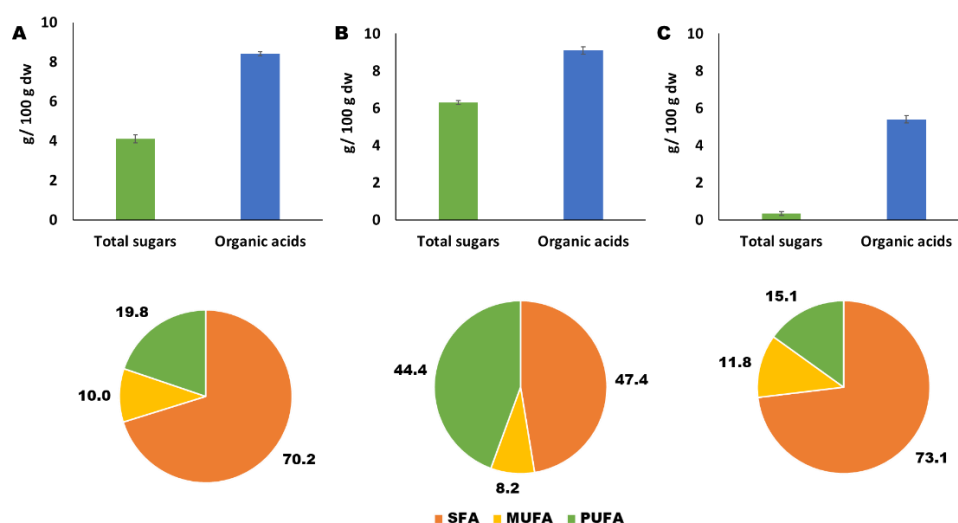 A
g/ 100 g dw
10
8
6
4
2
0
Total sugars Organic acids
B
g/ 100 g dw
10
8
6
4
2
0
Total sugars Organic acids
C
g/ 100 g dw
10
8
6
4
2
0
Total sugars Organic acids
19.8
10.0
70.2
44.4
47.4
8.2
15.1
11.8
73.1
SFA MUFA PUFA